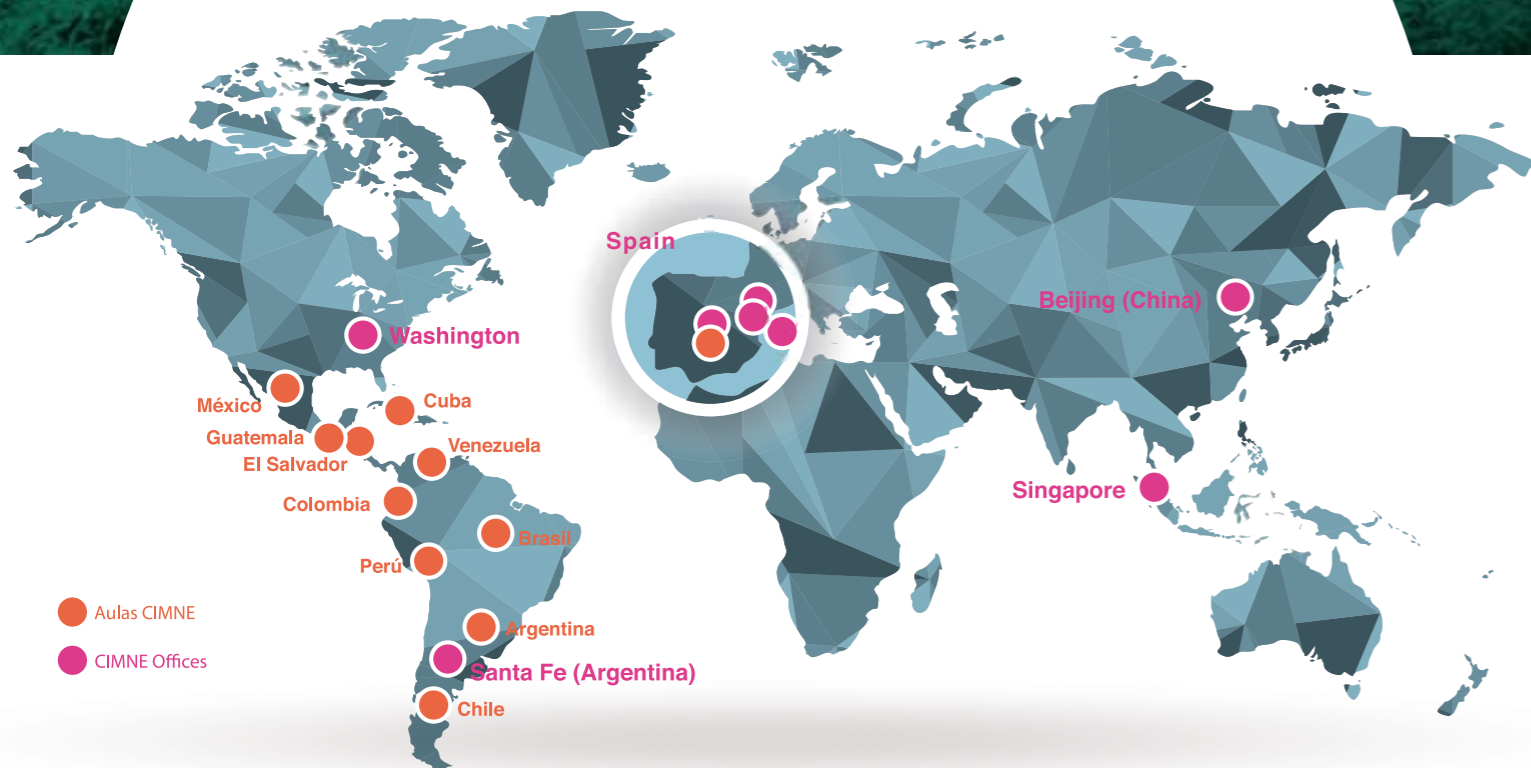 Spain
Beijing (China)
Washington
México
Cuba
Guatemala
Venezuela
El Salvador
Singapore
Colombia
Brasil
Perú
Aulas CIMNE
Argentina
CIMNE Offices
Santa Fe (Argentina)
Chile